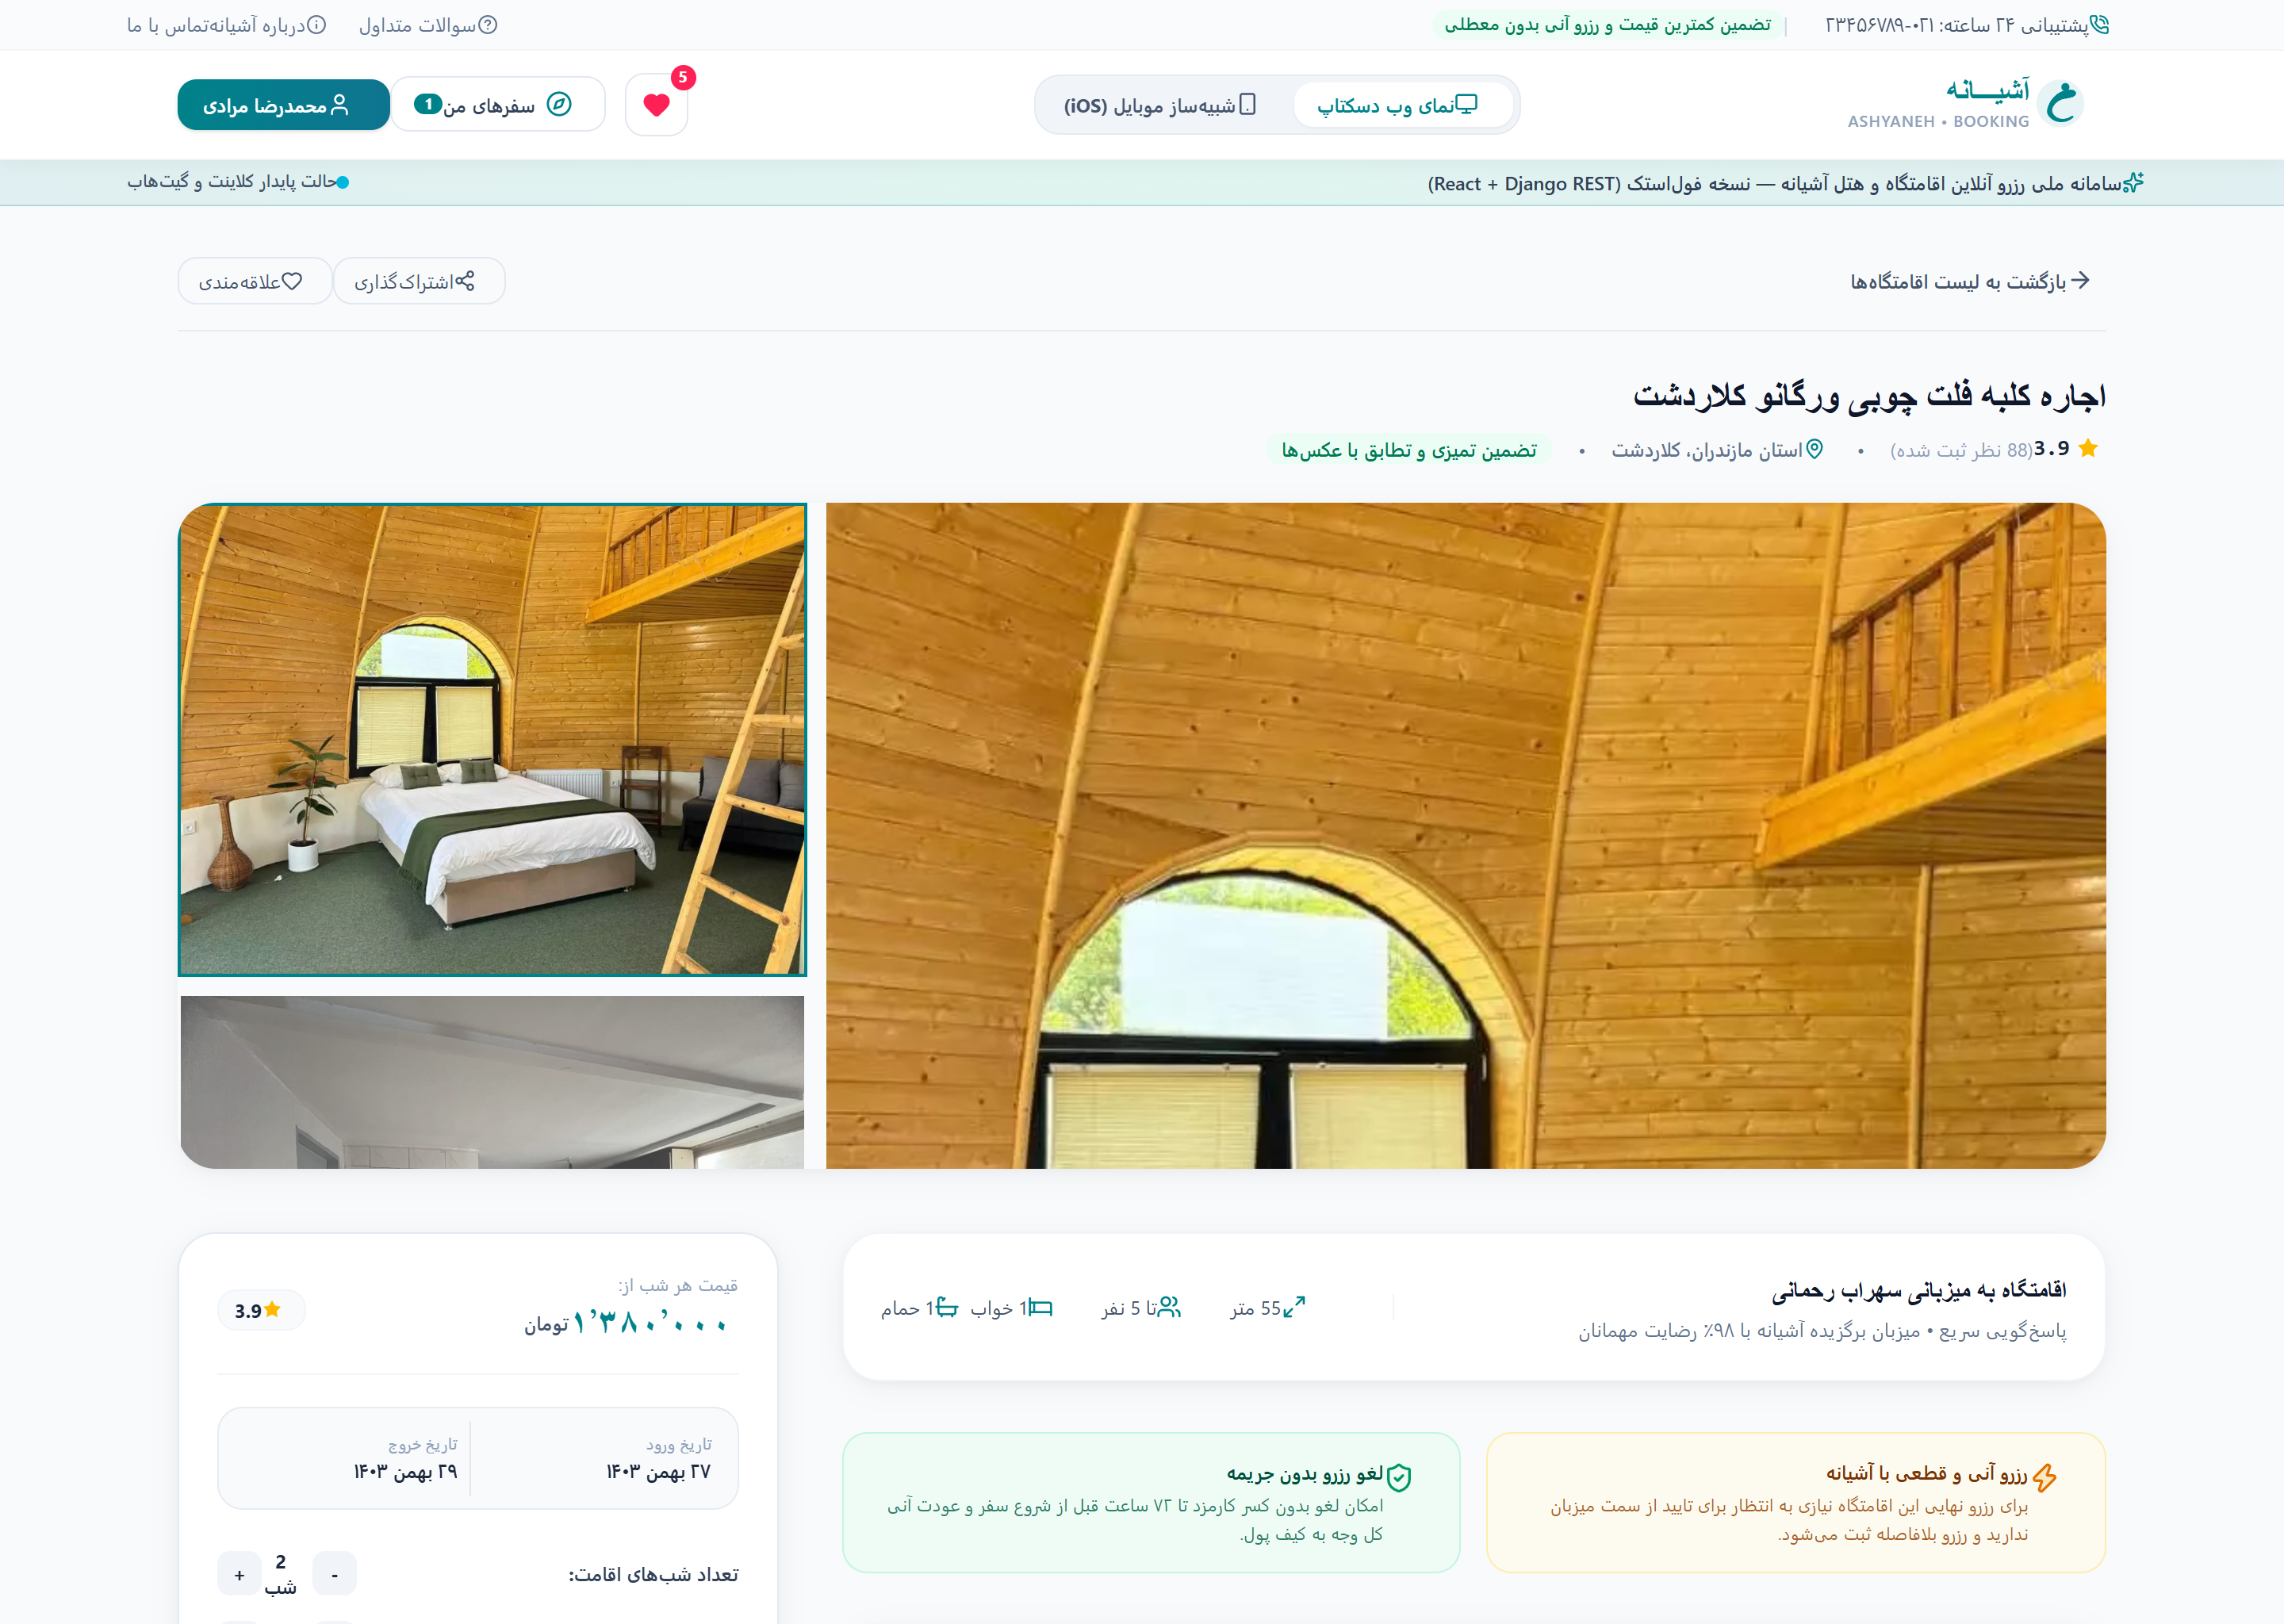 پشتیبانی ۲۴ ساعته: ۰۲۱-۲۳۴۵۶۷۸۹
تضمین کمترین قیمت و رزرو آنی بدون معطلی
سوالات متداول
درباره آشیانه
تماس با ما
آشیـــانه
ASHYANEH • BOOKING
نمای وب دسکتاپ
شبیه‌ساز موبایل (iOS)
5
سفرهای من
1
محمدرضا مرادی
سامانه ملی رزرو آنلاین اقامتگاه و هتل آشیانه — نسخه فول‌استک (React + Django REST)
حالت پایدار کلاینت و گیت‌هاب
بازگشت به لیست اقامتگاه‌ها
اشتراک‌گذاری
علاقه‌مندی
اجاره کلبه فلت چوبی ورگانو کلاردشت
3.9 (88 نظر ثبت شده) • استان مازندران، کلاردشت • تضمین تمیزی و تطابق با عکس‌ها
اقامتگاه به میزبانی سهراب رحمانی
پاسخ‌گویی سریع • میزبان برگزیده آشیانه با ۹۸٪ رضایت مهمانان
55 متر
تا 5 نفر
1 خواب
1 حمام
رزرو آنی و قطعی با آشیانه
برای رزرو نهایی این اقامتگاه نیازی به انتظار برای تایید از سمت میزبان
ندارید و رزرو بلافاصله ثبت می‌شود.
لغو رزرو بدون جریمه
امکان لغو بدون کسر کارمزد تا ۷۲ ساعت قبل از شروع سفر و عودت آنی
کل وجه به کیف پول.
قیمت هر شب از:
۱٬۳۸۰٬۰۰۰ تومان
3.9
تاریخ ورود
۲۷ بهمن ۱۴۰۳
تاریخ خروج
۲۹ بهمن ۱۴۰۳
تعداد شب‌های اقامت:
-
2
شب
+